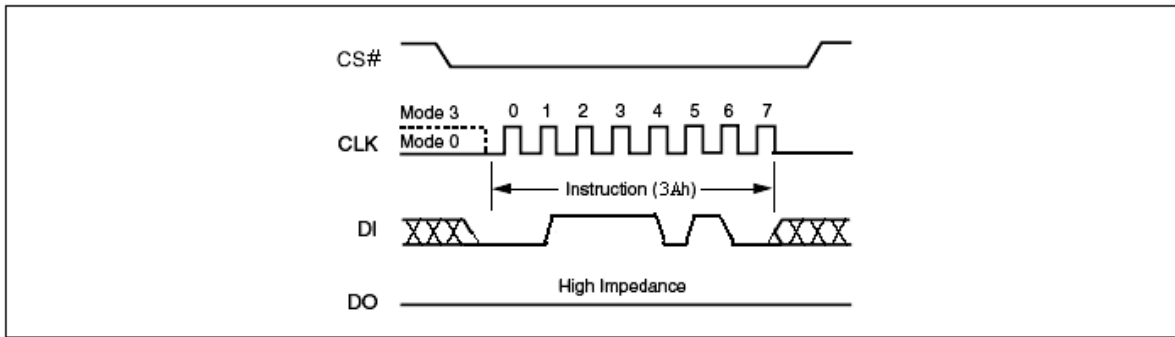 CS#
Mode 3 0 1 2 3 4 5 6 7
CLK Mode 0
Instruction (3Ah)
DI
High Impedance
DO